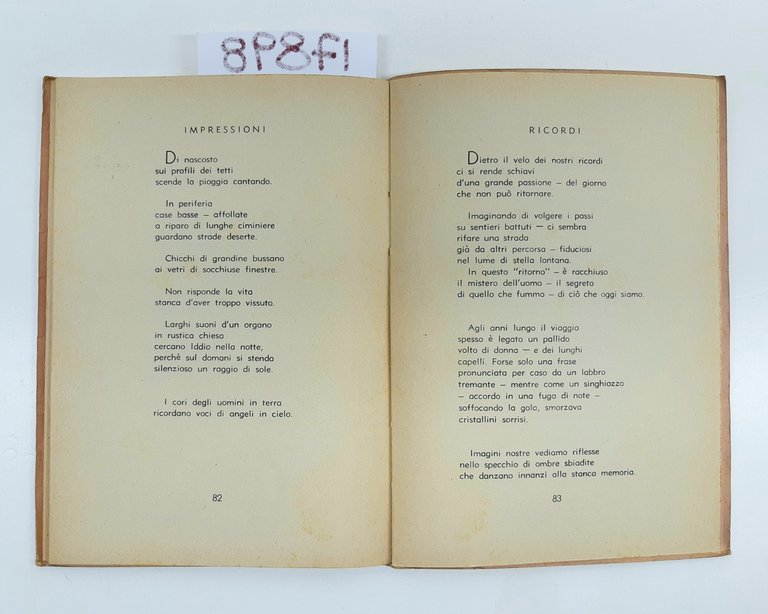 8P8F1
IMPRESSIONI
Di nascosto
sui profili dei tetti
scende la pioggia cantando.
In periferia
case basse – affollate
a riparo di lunghe ciminiere
guardano strade deserte.
Chicchi di grandine bussano
ai vetri di socchiuse finestre.
Non risponde la vita
stanca d'aver troppo vissuto.
Larghi suoni d'un organo
in rustica chiesa
cercano Iddio nella notte,
perchè sul domani si stenda
silenzioso un raggio di sole.
I cori degli uomini in terra
ricordano voci di angeli in cielo.
82
RICORDI
Dietro il velo dei nostri ricordi
ci si rende schiavi
d'una grande passione – del giorno
che non può ritornare.
Imaginando di volgere i passi
su sentieri battuti – ci sembra
rifare una strada
già da altri percorsa – fiduciosi
nel lume di stella lontana.
In questo "ritorno" – è racchiuso
il mistero dell'uomo – il segreto
di quello che fummo – di ciò che oggi siamo.
Agli anni lungo il viaggio
spesso è legato un pallido
volto di donna – e dei lunghi
capelli. Forse solo una frase
pronunciata per caso da un labbro
tremante – mentre come un singhiozzo
– accordo in una fuga di note –
soffocando la gola, smorzavo
cristallini sorrisi.
Imagini nostre vediamo riflesse
nello specchio di ombre sbiadite
che danzano innanzi alla stanca memoria.
83